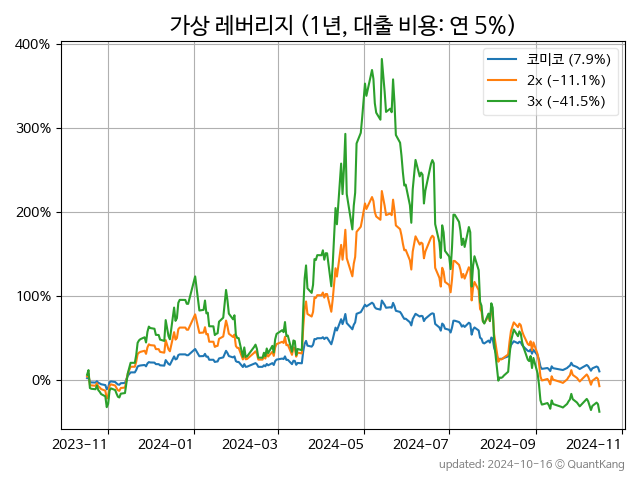 가상 레버리지 (1년, 대출 비용: 연 5%)
400%
300%
200%
100%
0%
코미코 (7.9%)
2x (−11.1%)
3x (−41.5%)
2023-11 2024-01 2024-03 2024-05 2024-07 2024-09 2024-11
updated: 2024-10-16 © QuantKang